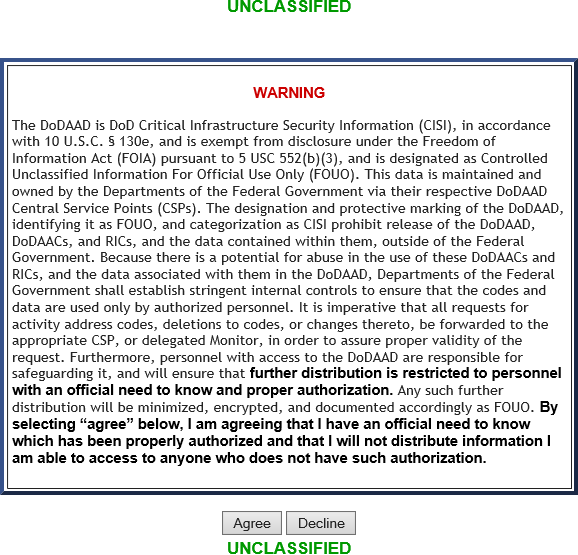 UNCLASSIFIED
WARNING
The DoDAAD is DoD Critical Infrastructure Security Information (CISI), in accordance
with 10 U.S.C. § 130e, and is exempt from disclosure under the Freedom of
Information Act (FOIA) pursuant to 5 USC 552(b)(3), and is designated as Controlled
Unclassified Information For Official Use Only (FOUO). This data is maintained and
owned by the Departments of the Federal Government via their respective DoDAAD
Central Service Points (CSPs). The designation and protective marking of the DoDAAD,
identifying it as FOUO, and categorization as CISI prohibit release of the DoDAAD,
DoDAACs, and RICs, and the data contained within them, outside of the Federal
Government. Because there is a potential for abuse in the use of these DoDAACs and
RICs, and the data associated with them in the DoDAAD, Departments of the Federal
Government shall establish stringent internal controls to ensure that the codes and
data are used only by authorized personnel. It is imperative that all requests for
activity address codes, deletions to codes, or changes thereto, be forwarded to the
appropriate CSP, or delegated Monitor, in order to assure proper validity of the
request. Furthermore, personnel with access to the DoDAAD are responsible for
safeguarding it, and will ensure that further distribution is restricted to personnel
with an official need to know and proper authorization. Any such further
distribution will be minimized, encrypted, and documented accordingly as FOUO. By
selecting “agree” below, I am agreeing that I have an official need to know
which has been properly authorized and that I will not distribute information I
am able to access to anyone who does not have such authorization.
Agree Decline
UNCLASSIFIED